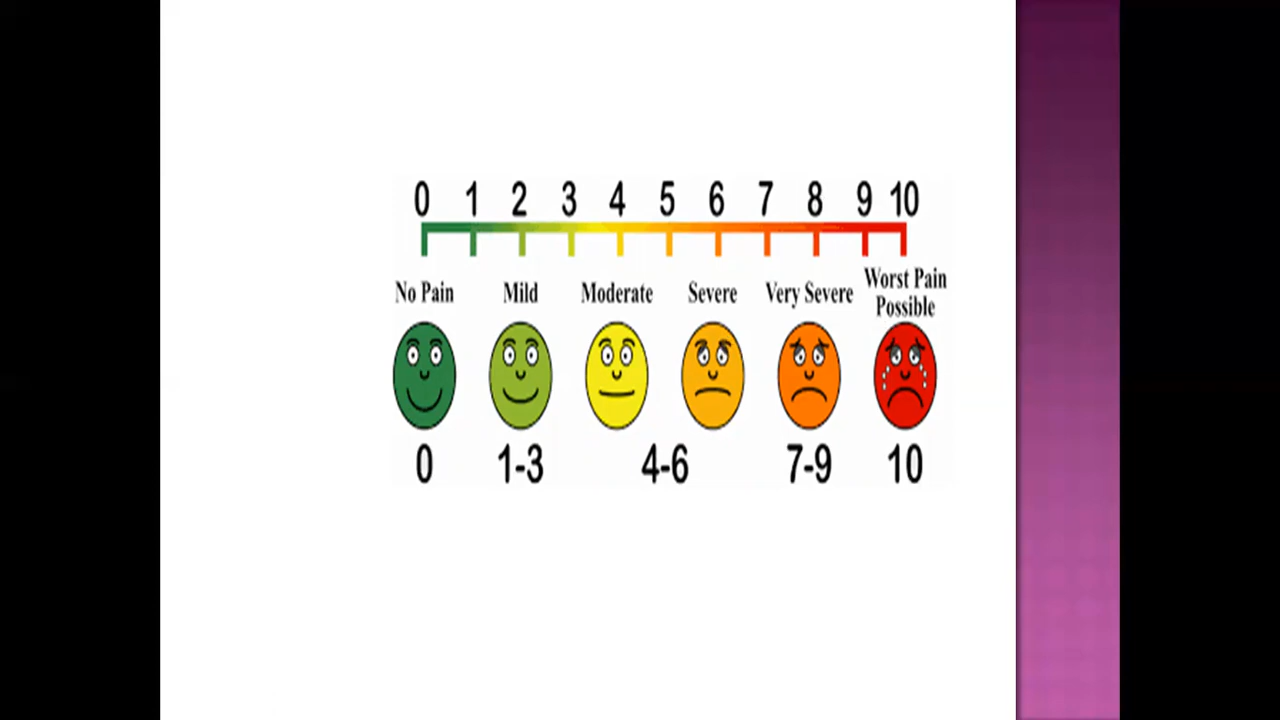 0 1 2 3 4 5 6 7 8 9 10
No Pain Mild Moderate Severe Very Severe Worst Pain
Possible
0 1-3 4-6 7-9 10